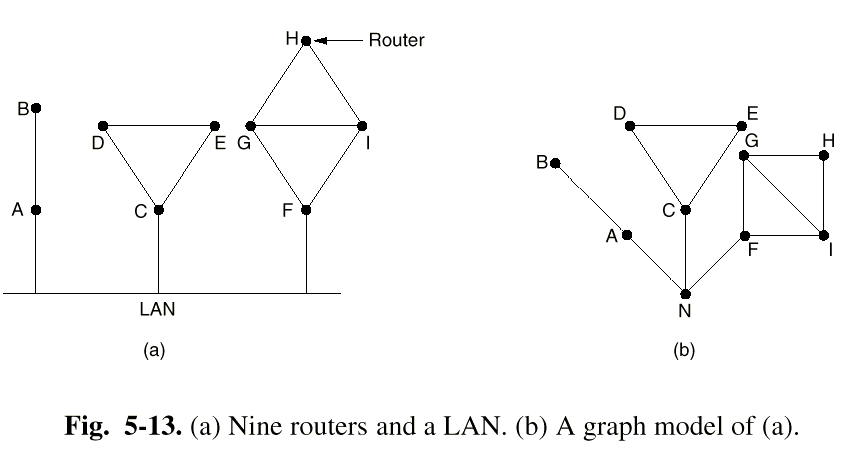 H
Router
B
D
E
G
I
A
C
F
LAN
(a)
D
E
G
H
B
C
A
F
I
N
(b)
Fig. 5-13. (a) Nine routers and a LAN. (b) A graph model of (a).